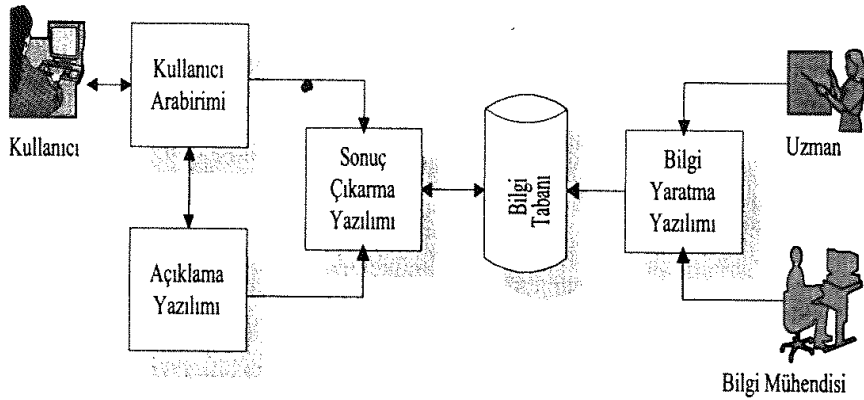 Kullanıcı
Kullanıcı
Arabirimi
Açıklama
Yazılımı
Sonuç
Çıkarma
Yazılımı
Bilgi
Tabanı
Bilgi
Yaratma
Yazılımı
Uzman
Bilgi Mühendisi